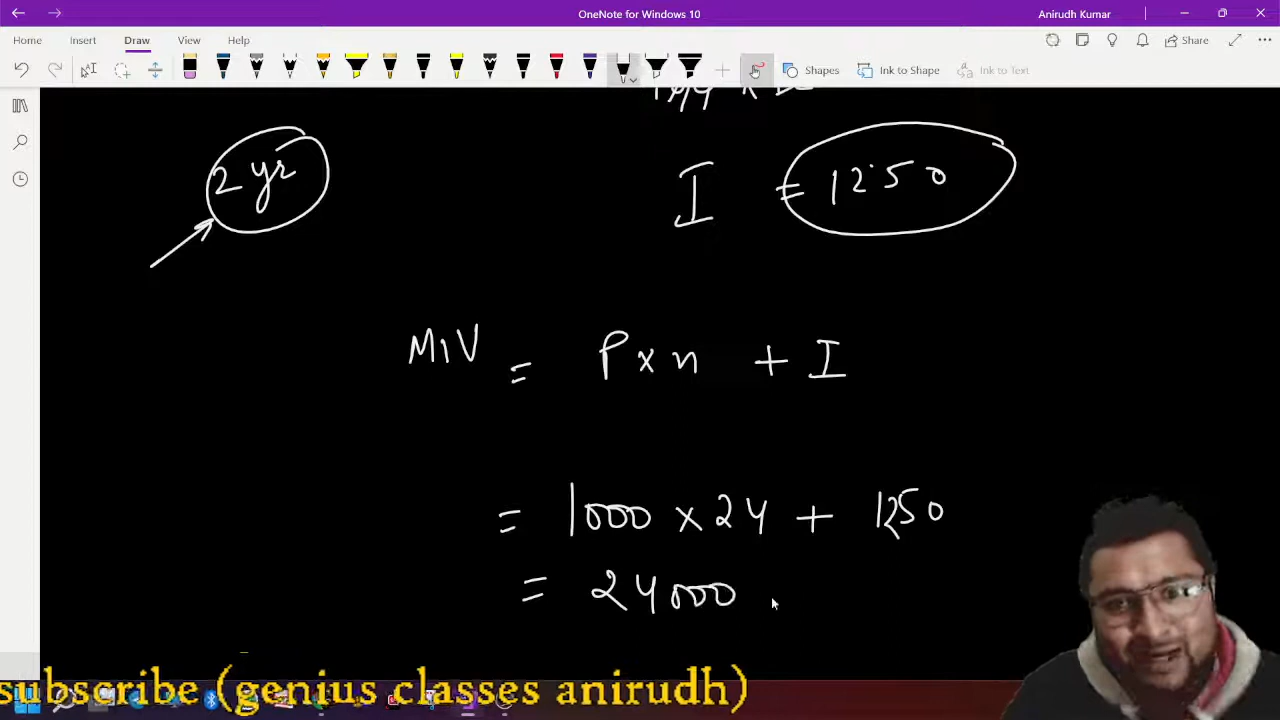 OneNote for Windows 10
Anirudh Kumar
Home Insert Draw View Help
Share
Shapes Ink to Shape Ink to Text
2 yr
I = 1250
MIV = P x n + I
= 1000 x 24 + 1250
= 24000
subscribe (genius classes anirudh)